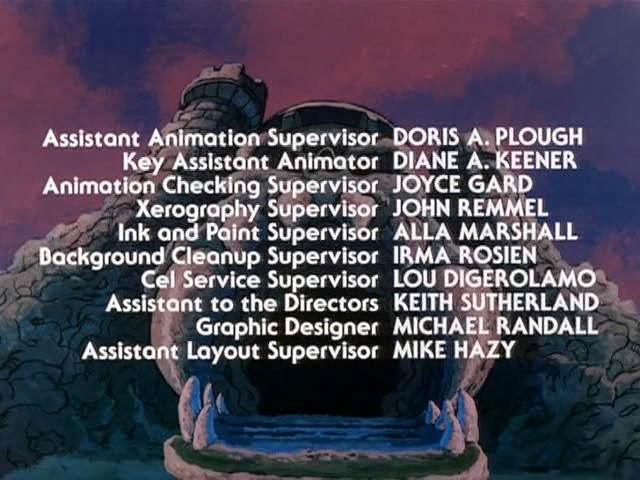 Assistant Animation Supervisor DORIS A. PLOUGH
Key Assistant Animator DIANE A. KEENER
Animation Checking Supervisor JOYCE GARD
Xerography Supervisor JOHN REMMEL
Ink and Paint Supervisor ALLA MARSHALL
Background Cleanup Supervisor IRMA ROSIEN
Cel Service Supervisor LOU DIGEROLAMO
Assistant to the Directors KEITH SUTHERLAND
Graphic Designer MICHAEL RANDALL
Assistant Layout Supervisor MIKE HAZY